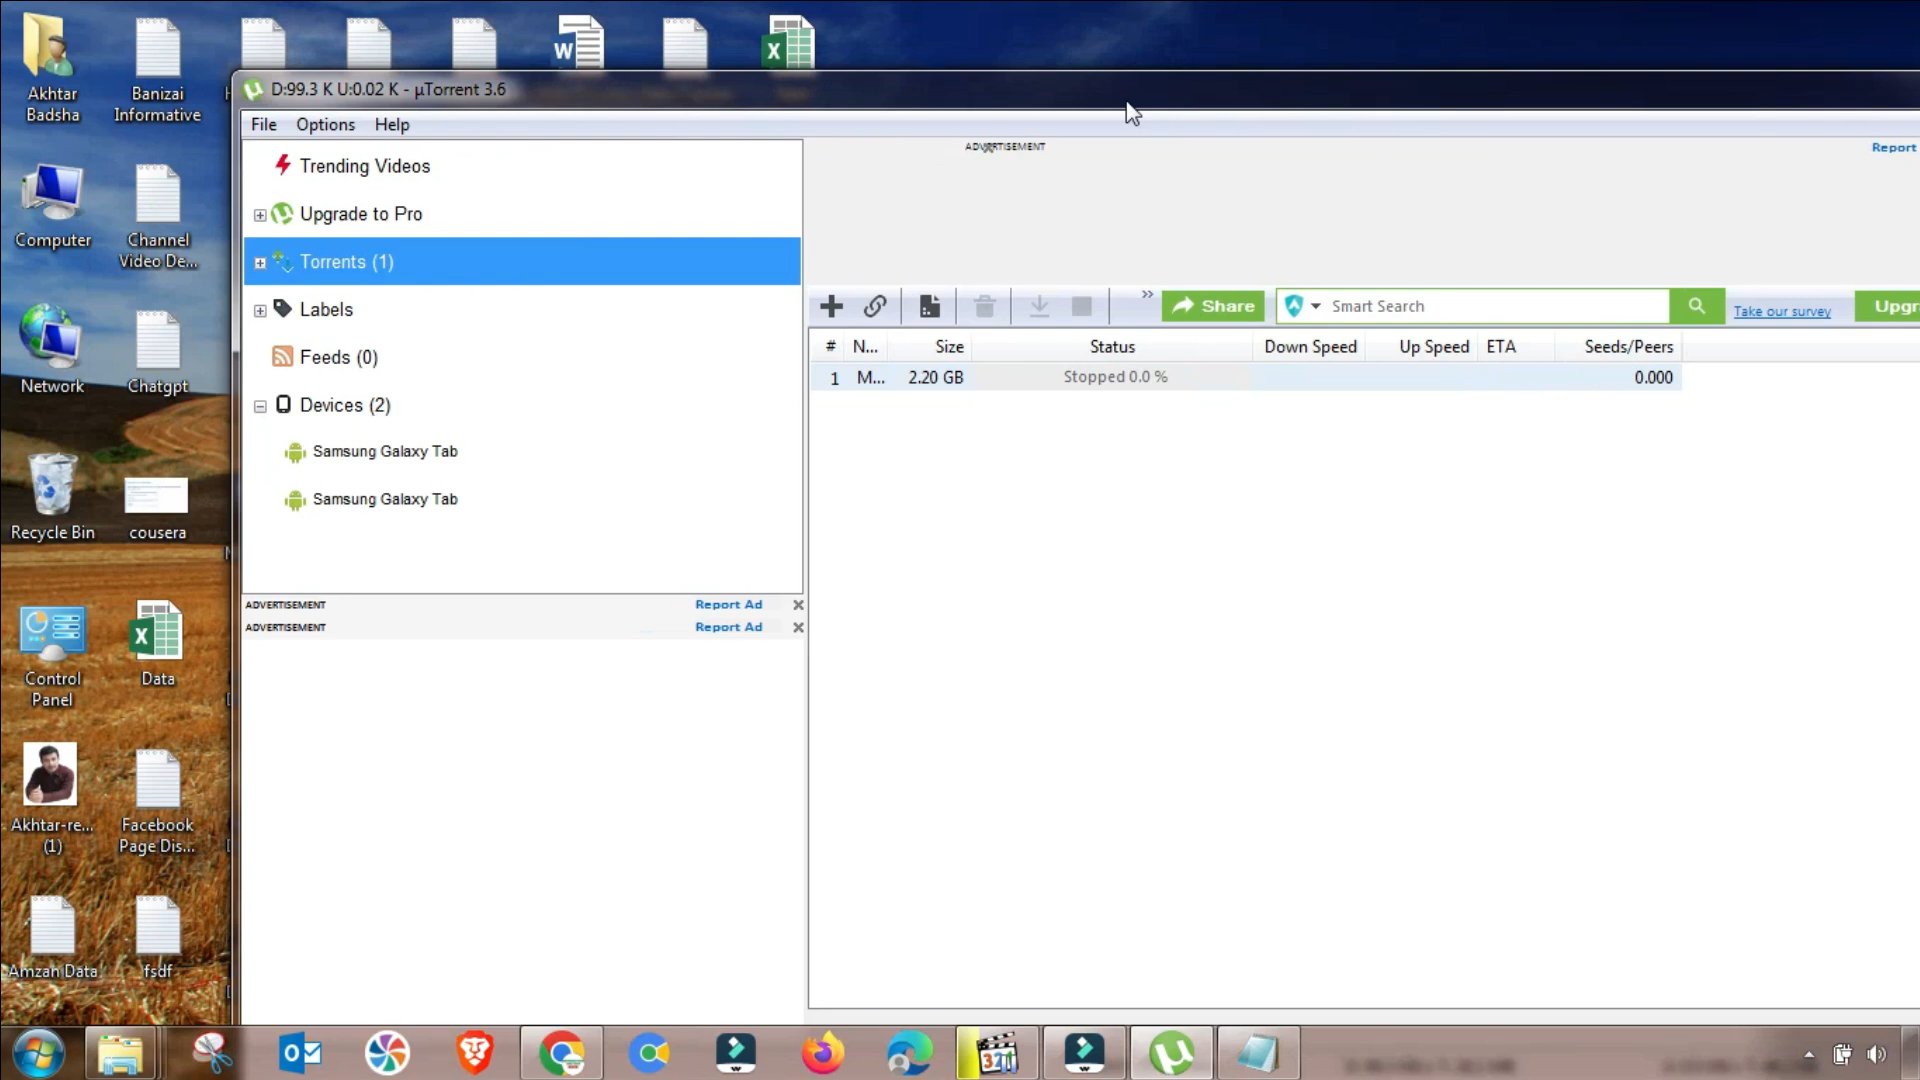 Akhtar
Badsha
Banizai
Informative
Computer
Channel
Video De...
Network
Chatgpt
Recycle Bin
cousera
Control
Panel
Data
Akhtar-re...
(1)
Facebook
Page Dis...
Amzan Data
fsdf
D:99.3 K U:0.02 K - µTorrent 3.6
File Options Help
Trending Videos
Upgrade to Pro
Torrents (1)
Labels
Feeds (0)
Devices (2)
Samsung Galaxy Tab
Samsung Galaxy Tab
ADVERTISEMENT Report Ad
ADVERTISEMENT Report Ad
ADVERTISEMENT Report
Share Smart Search Take our survey Upgr
# N... Size Status Down Speed Up Speed ETA Seeds/Peers
1 M... 2.20 GB Stopped 0.0 % 0.000
W
X
X
321